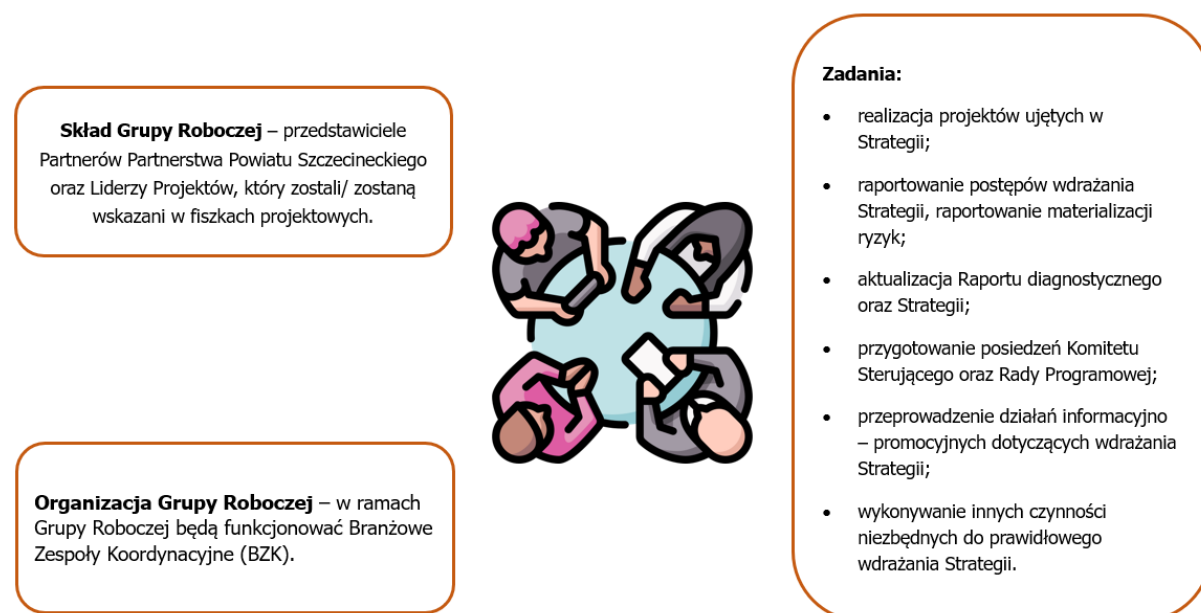 Skład Grupy Roboczej – przedstawiciele
Partnerów Partnerstwa Powiatu Szczecineckiego
oraz Liderzy Projektów, który zostali/ zostaną
wskazani w fiszkach projektowych.
Organizacja Grupy Roboczej – w ramach
Grupy Roboczej będą funkcjonować Branżowe
Zespoły Koordynacyjne (BZK).
Zadania:
• realizacja projektów ujętych w
Strategii;
• raportowanie postępów wdrażania
Strategii, raportowanie materializacji
ryzyk;
• aktualizacja Raportu diagnostycznego
oraz Strategii;
• przygotowanie posiedzeń Komitetu
Sterującego oraz Rady Programowej;
• przeprowadzenie działań informacyjno
– promocyjnych dotyczących wdrażania
Strategii;
• wykonywanie innych czynności
niezbędnych do prawidłowego
wdrażania Strategii.